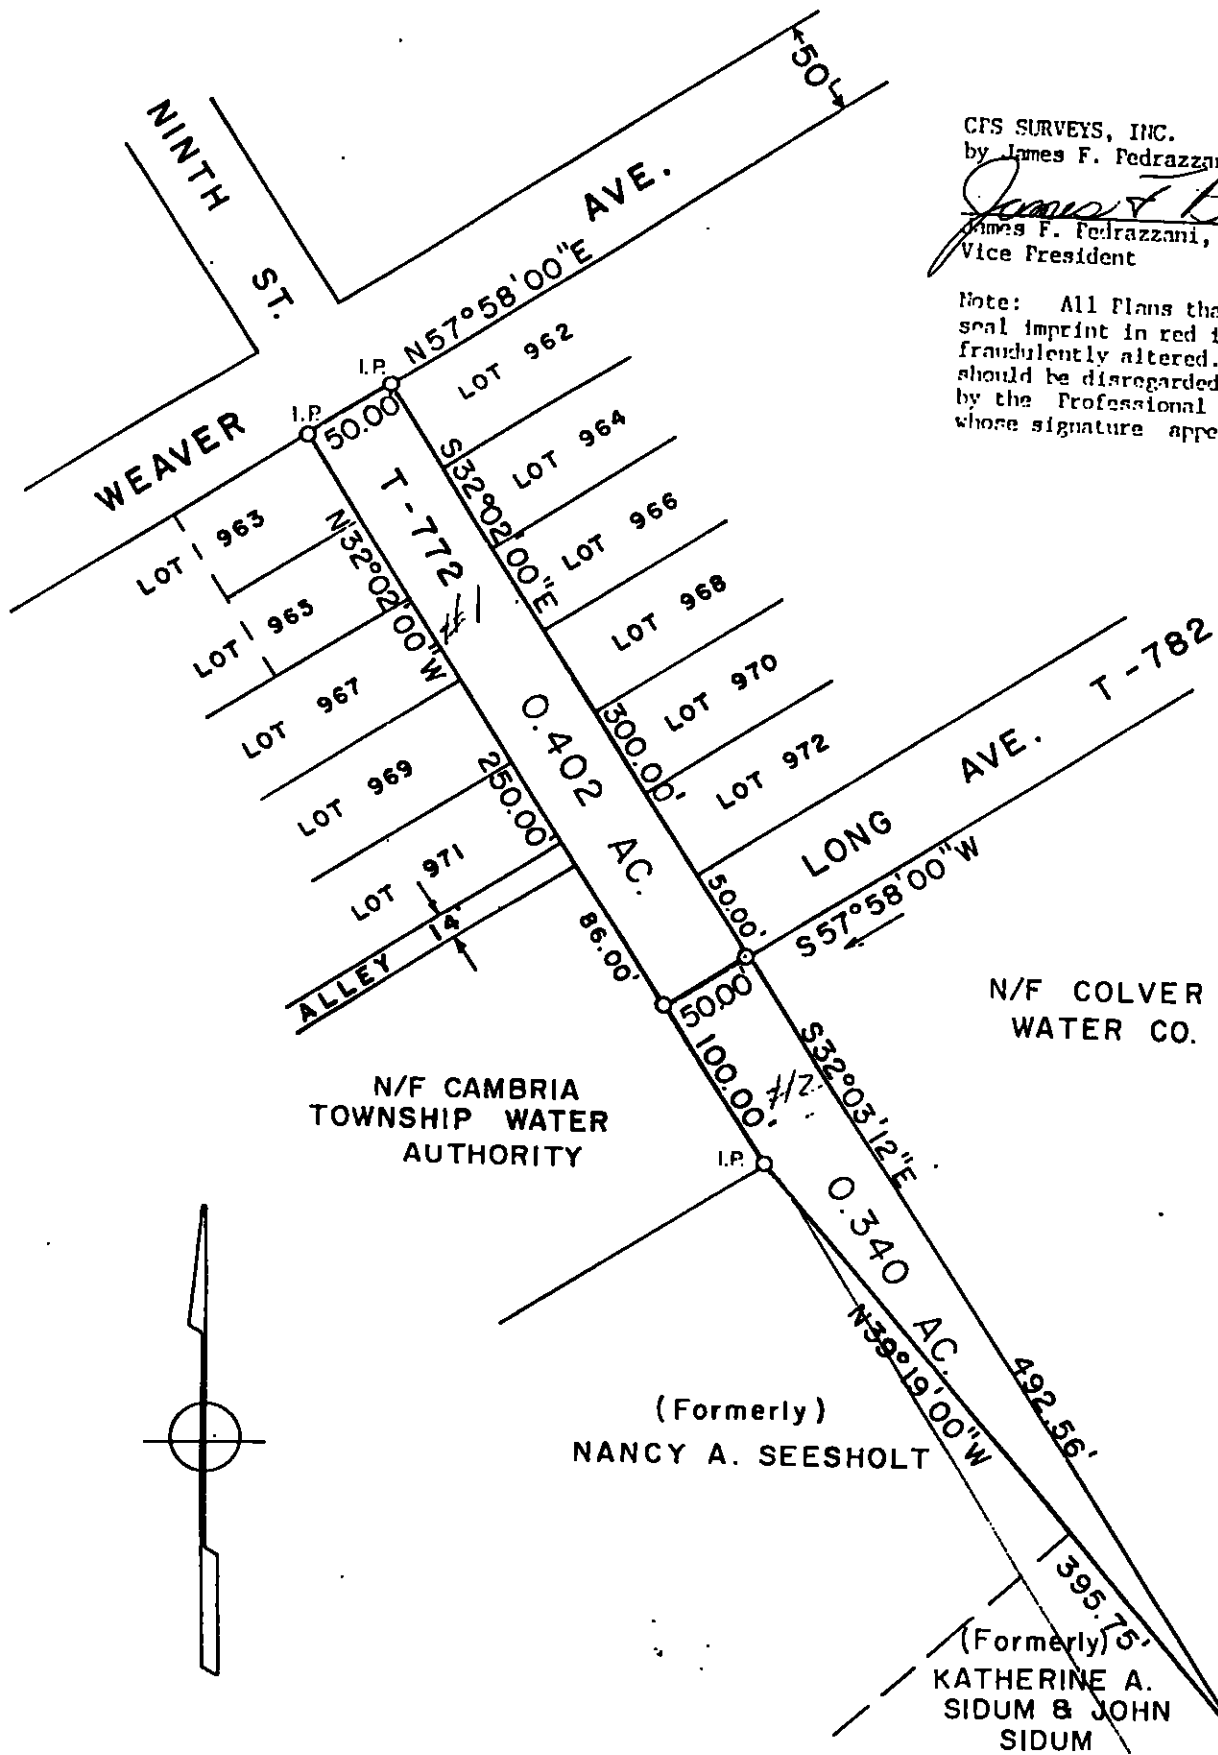 50'
NINTH ST.
AVE.
CFS SURVEYS, INC.
by James F. Pedrazzani
James F. Pedrazzani,
Vice President
Note: All Plans tha
seal imprint in red i
fraudulently altered.
should be disregarded
by the Professional
whose signature appe
N57°58'00"E
I.P.
I.P.
50.00'
WEAVER
LOT 962
LOT 964
LOT 966
LOT 968
LOT 970
LOT 972
LOT 963
LOT 965
LOT 967
LOT 969
LOT 971
T-772
#1
S32°02'00"E
N32°02'00"W
0.402 AC.
300.00'
250.00'
LONG AVE. T-782
50.00'
S57°58'00"W
86.00'
ALLEY 14'
50.00'
N/F COLVER
WATER CO.
100.00'
#2
S32°03'12"E
N/F CAMBRIA
TOWNSHIP WATER
AUTHORITY
I.P.
0.340 AC.
N39°19'00"W
492.56'
(Formerly)
NANCY A. SEESHOLT
395.75'
(Formerly)
KATHERINE A.
SIDUM & JOHN
SIDUM